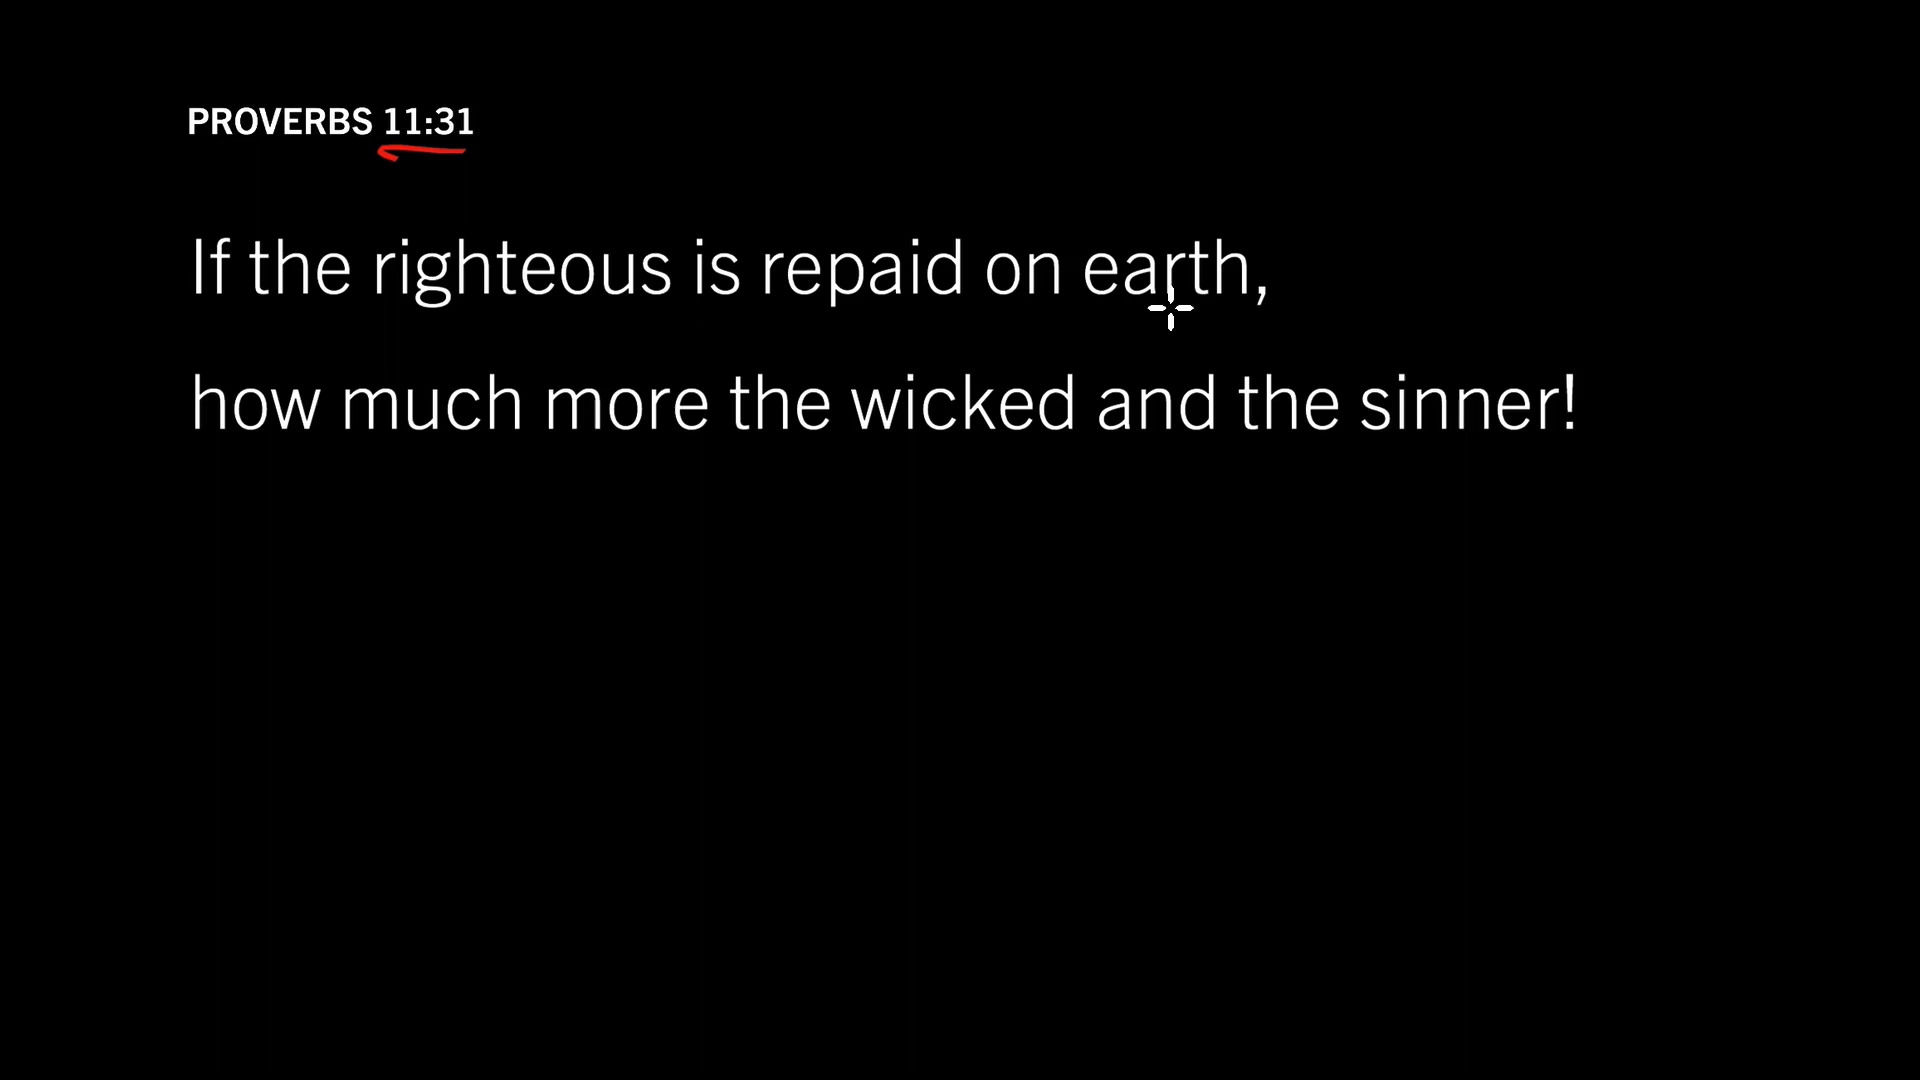 PROVERBS 11:31
If the righteous is repaid on earth,
how much more the wicked and the sinner!